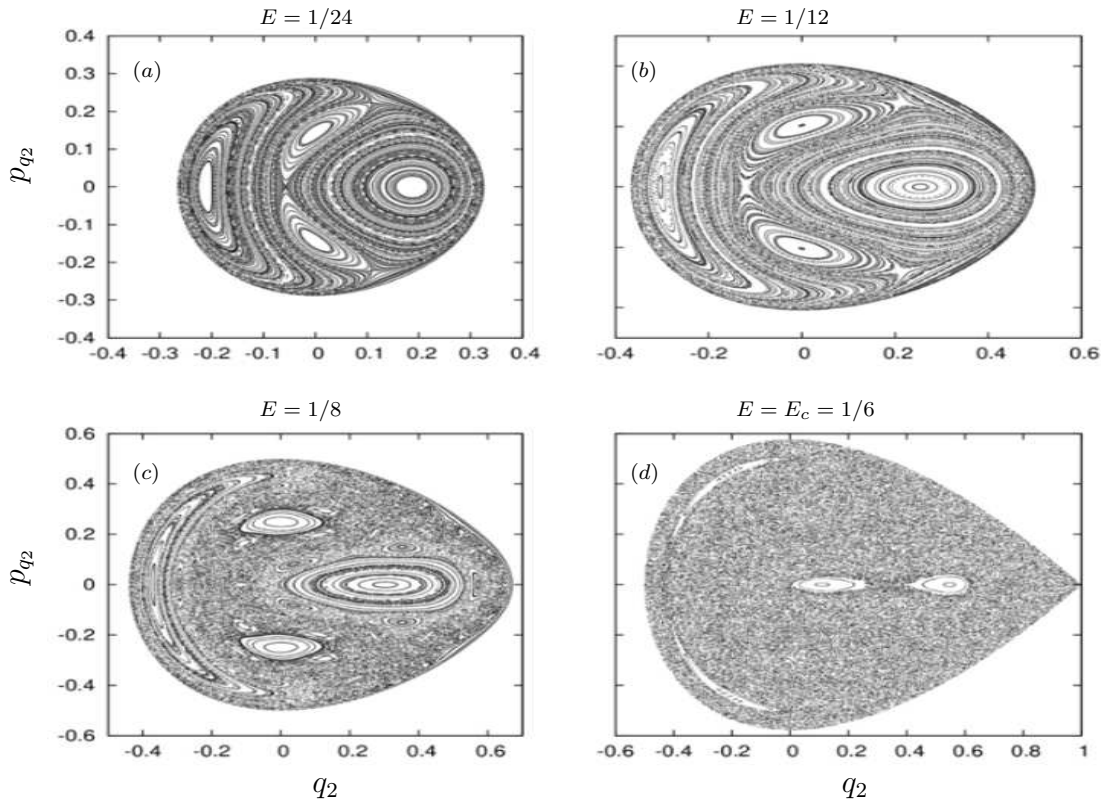 E = 1/24
E = 1/12
(a)
(b)
0.4
0.3
0.2
0.1
0
-0.1
-0.2
-0.3
-0.4
p_{q_2}
-0.4 -0.3 -0.2 -0.1 0 0.1 0.2 0.3 0.4
-0.4 -0.2 0 0.2 0.4 0.6
E = 1/8
E = E_c = 1/6
(c)
(d)
0.6
0.4
0.2
0
-0.2
-0.4
-0.6
p_{q_2}
-0.4 -0.2 0 0.2 0.4 0.6
-0.6 -0.4 -0.2 0 0.2 0.4 0.6 0.8 1
q_2
q_2